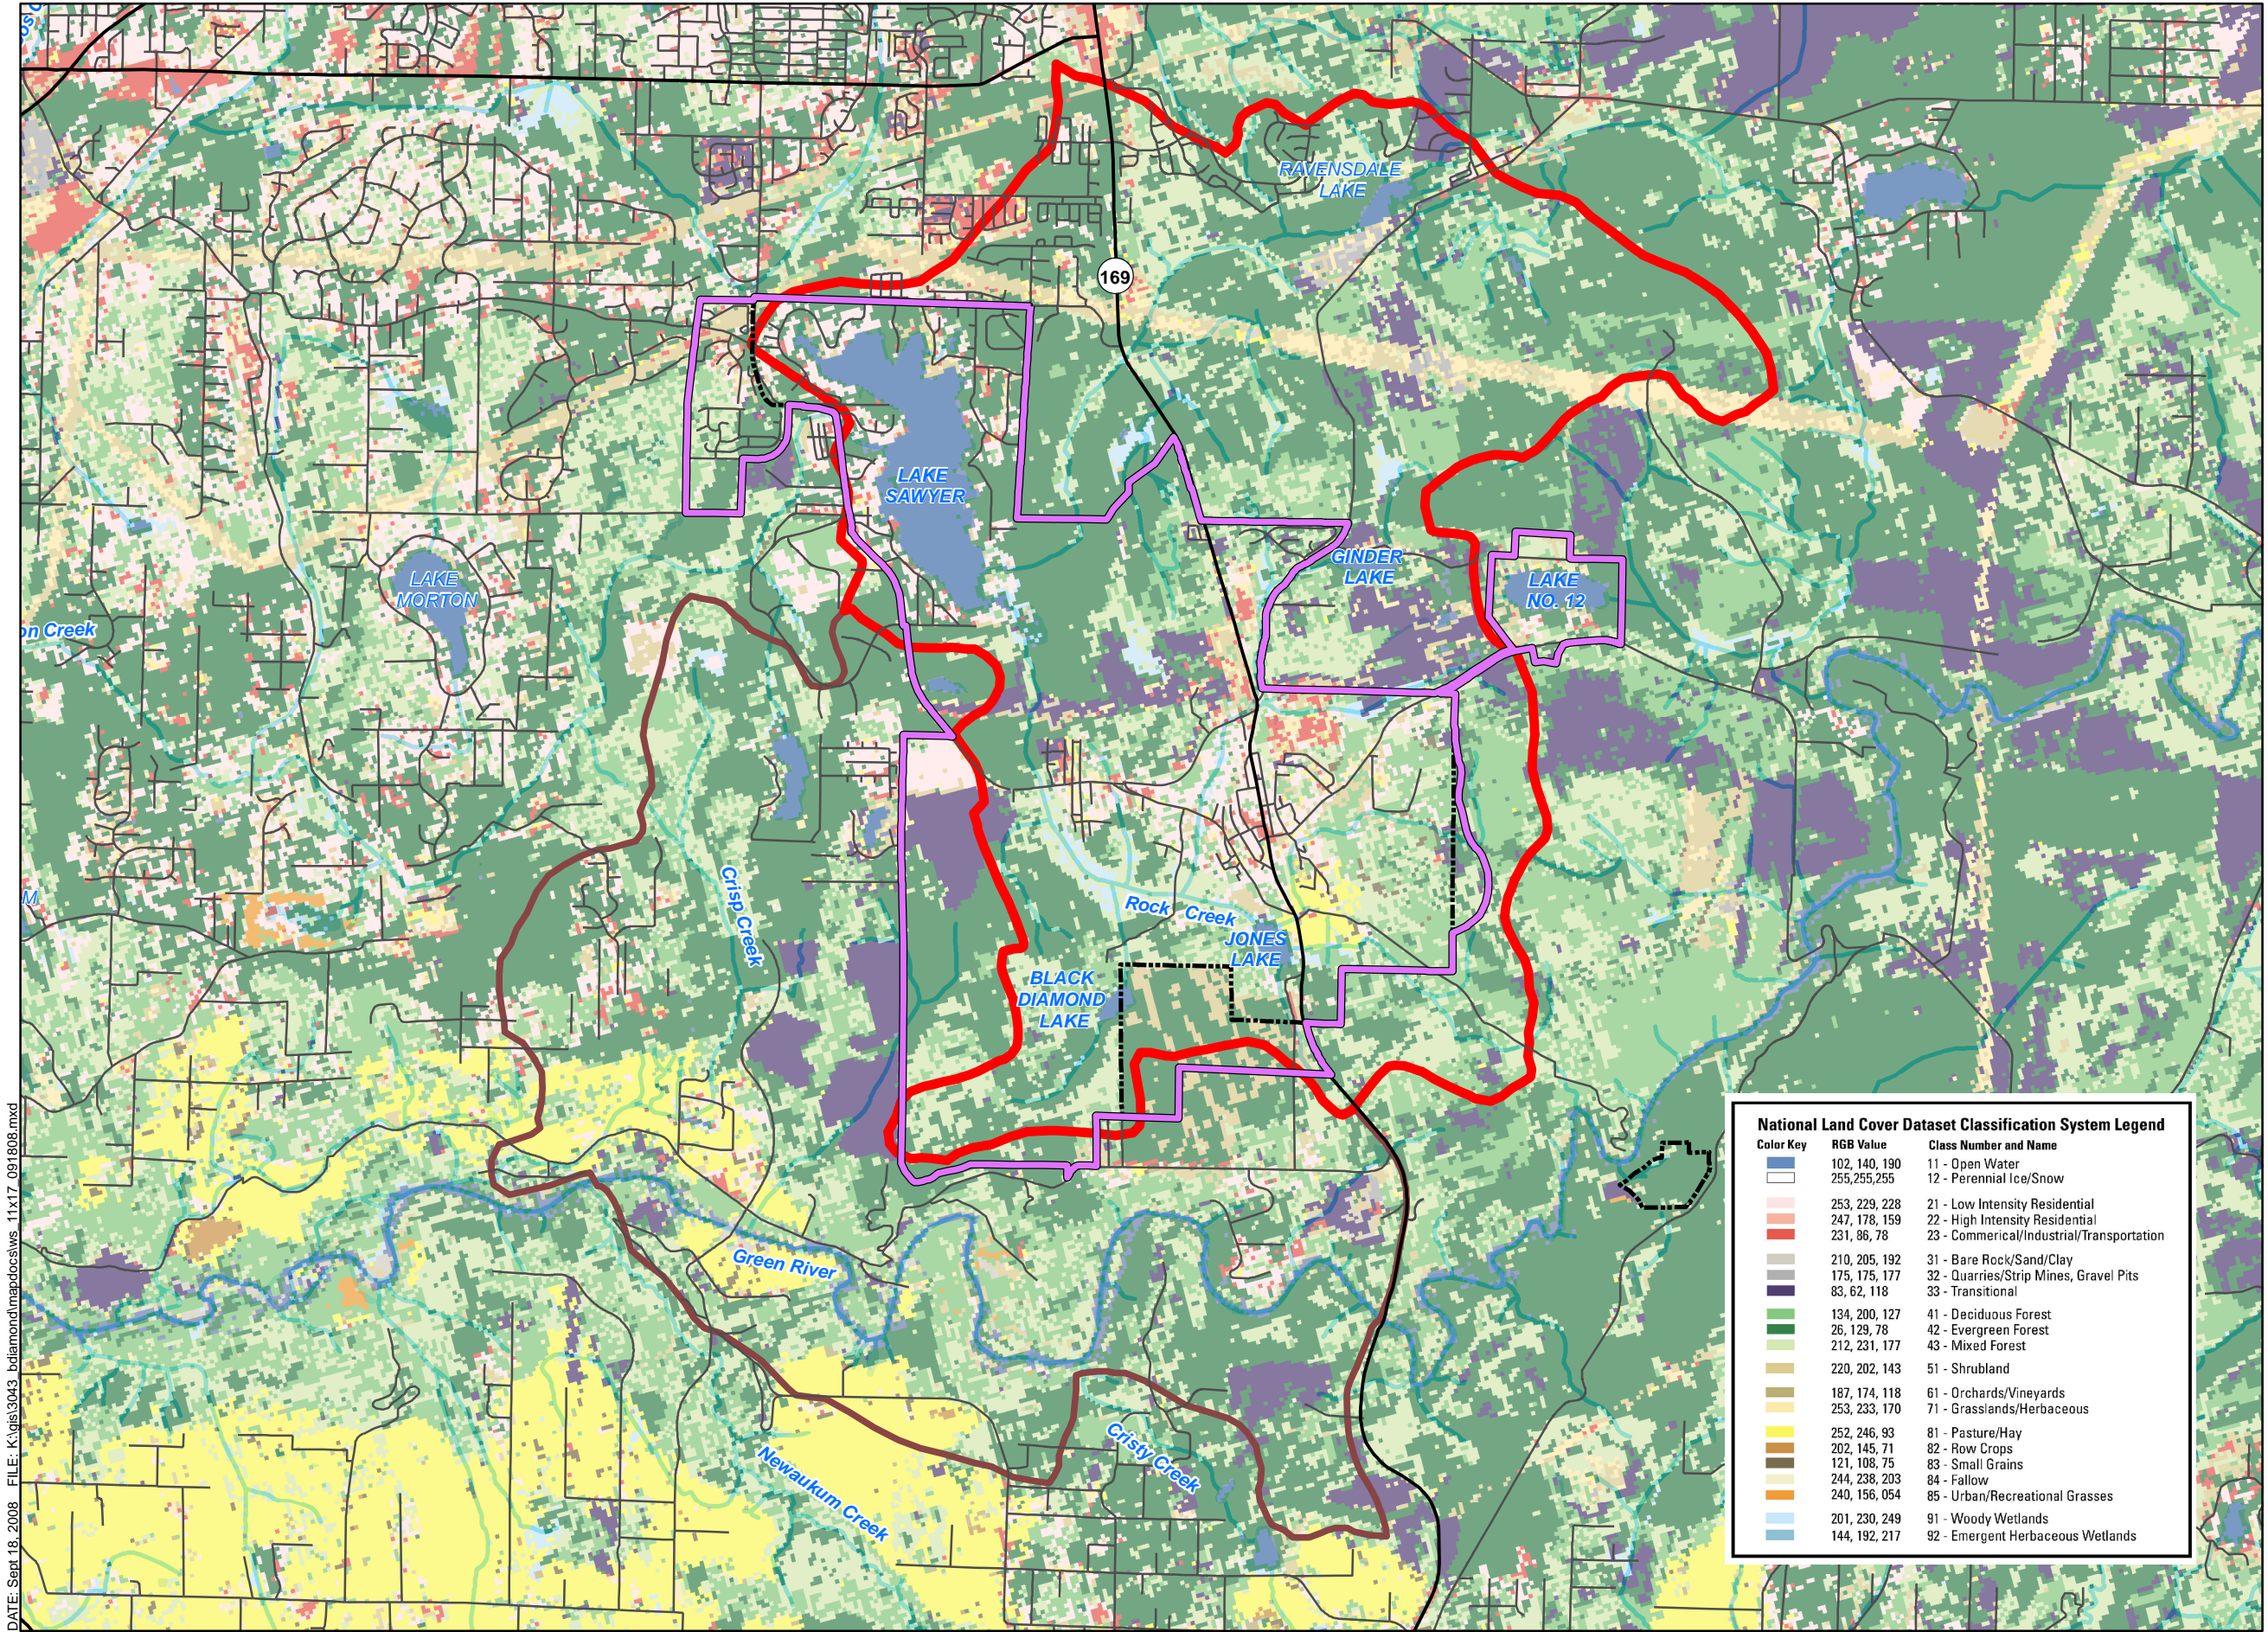 RAVENSDALE
LAKE
169
LAKE
SAWYER
GINDER
LAKE
LAKE
NO. 12
LAKE
MORTON
on Creek
M
Crisp Creek
Rock Creek
JONES
LAKE
BLACK
DIAMOND
LAKE
Green River
Cristy Creek
Newaukum Creek
National Land Cover Dataset Classification System Legend
Color Key RGB Value Class Number and Name
102, 140, 190 11 - Open Water
255,255,255 12 - Perennial Ice/Snow
253, 229, 228 21 - Low Intensity Residential
247, 178, 159 22 - High Intensity Residential
231, 86, 78 23 - Commerical/Industrial/Transportation
210, 205, 192 31 - Bare Rock/Sand/Clay
175, 175, 177 32 - Quarries/Strip Mines, Gravel Pits
83, 62, 118 33 - Transitional
134, 200, 127 41 - Deciduous Forest
26, 129, 78 42 - Evergreen Forest
212, 231, 177 43 - Mixed Forest
220, 202, 143 51 - Shrubland
187, 174, 118 61 - Orchards/Vineyards
253, 233, 170 71 - Grasslands/Herbaceous
252, 246, 93 81 - Pasture/Hay
202, 145, 71 82 - Row Crops
121, 108, 75 83 - Small Grains
244, 238, 203 84 - Fallow
240, 156, 054 85 - Urban/Recreational Grasses
201, 230, 249 91 - Woody Wetlands
144, 192, 217 92 - Emergent Herbaceous Wetlands
DATE: Sept 18, 2008 FILE: K:\gis\3043_bdiamond\mapdocs\ws_11x17_091808.mxd